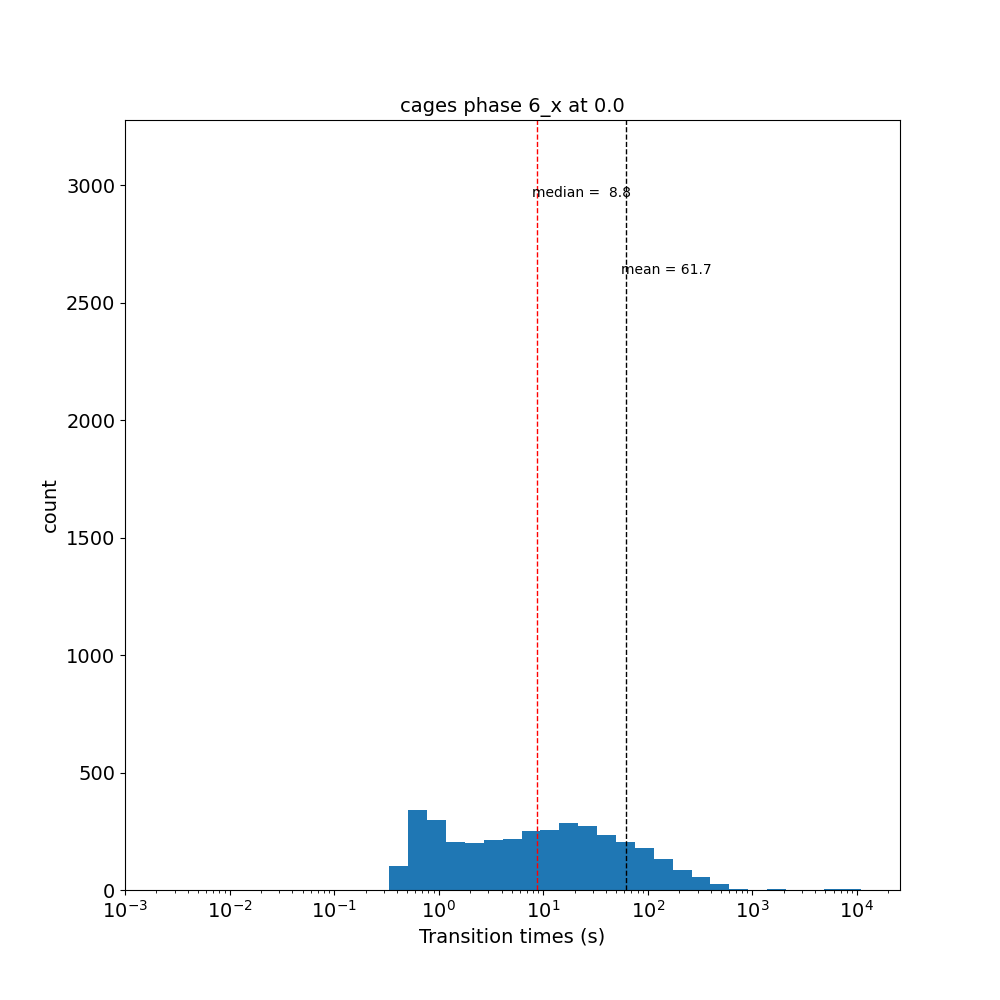 cages phase 6_x at 0.0
3000
2500
2000
1500
1000
500
0
count
median =  8.8
mean = 61.7
10⁻³ 10⁻² 10⁻¹ 10⁰ 10¹ 10² 10³ 10⁴
Transition times (s)